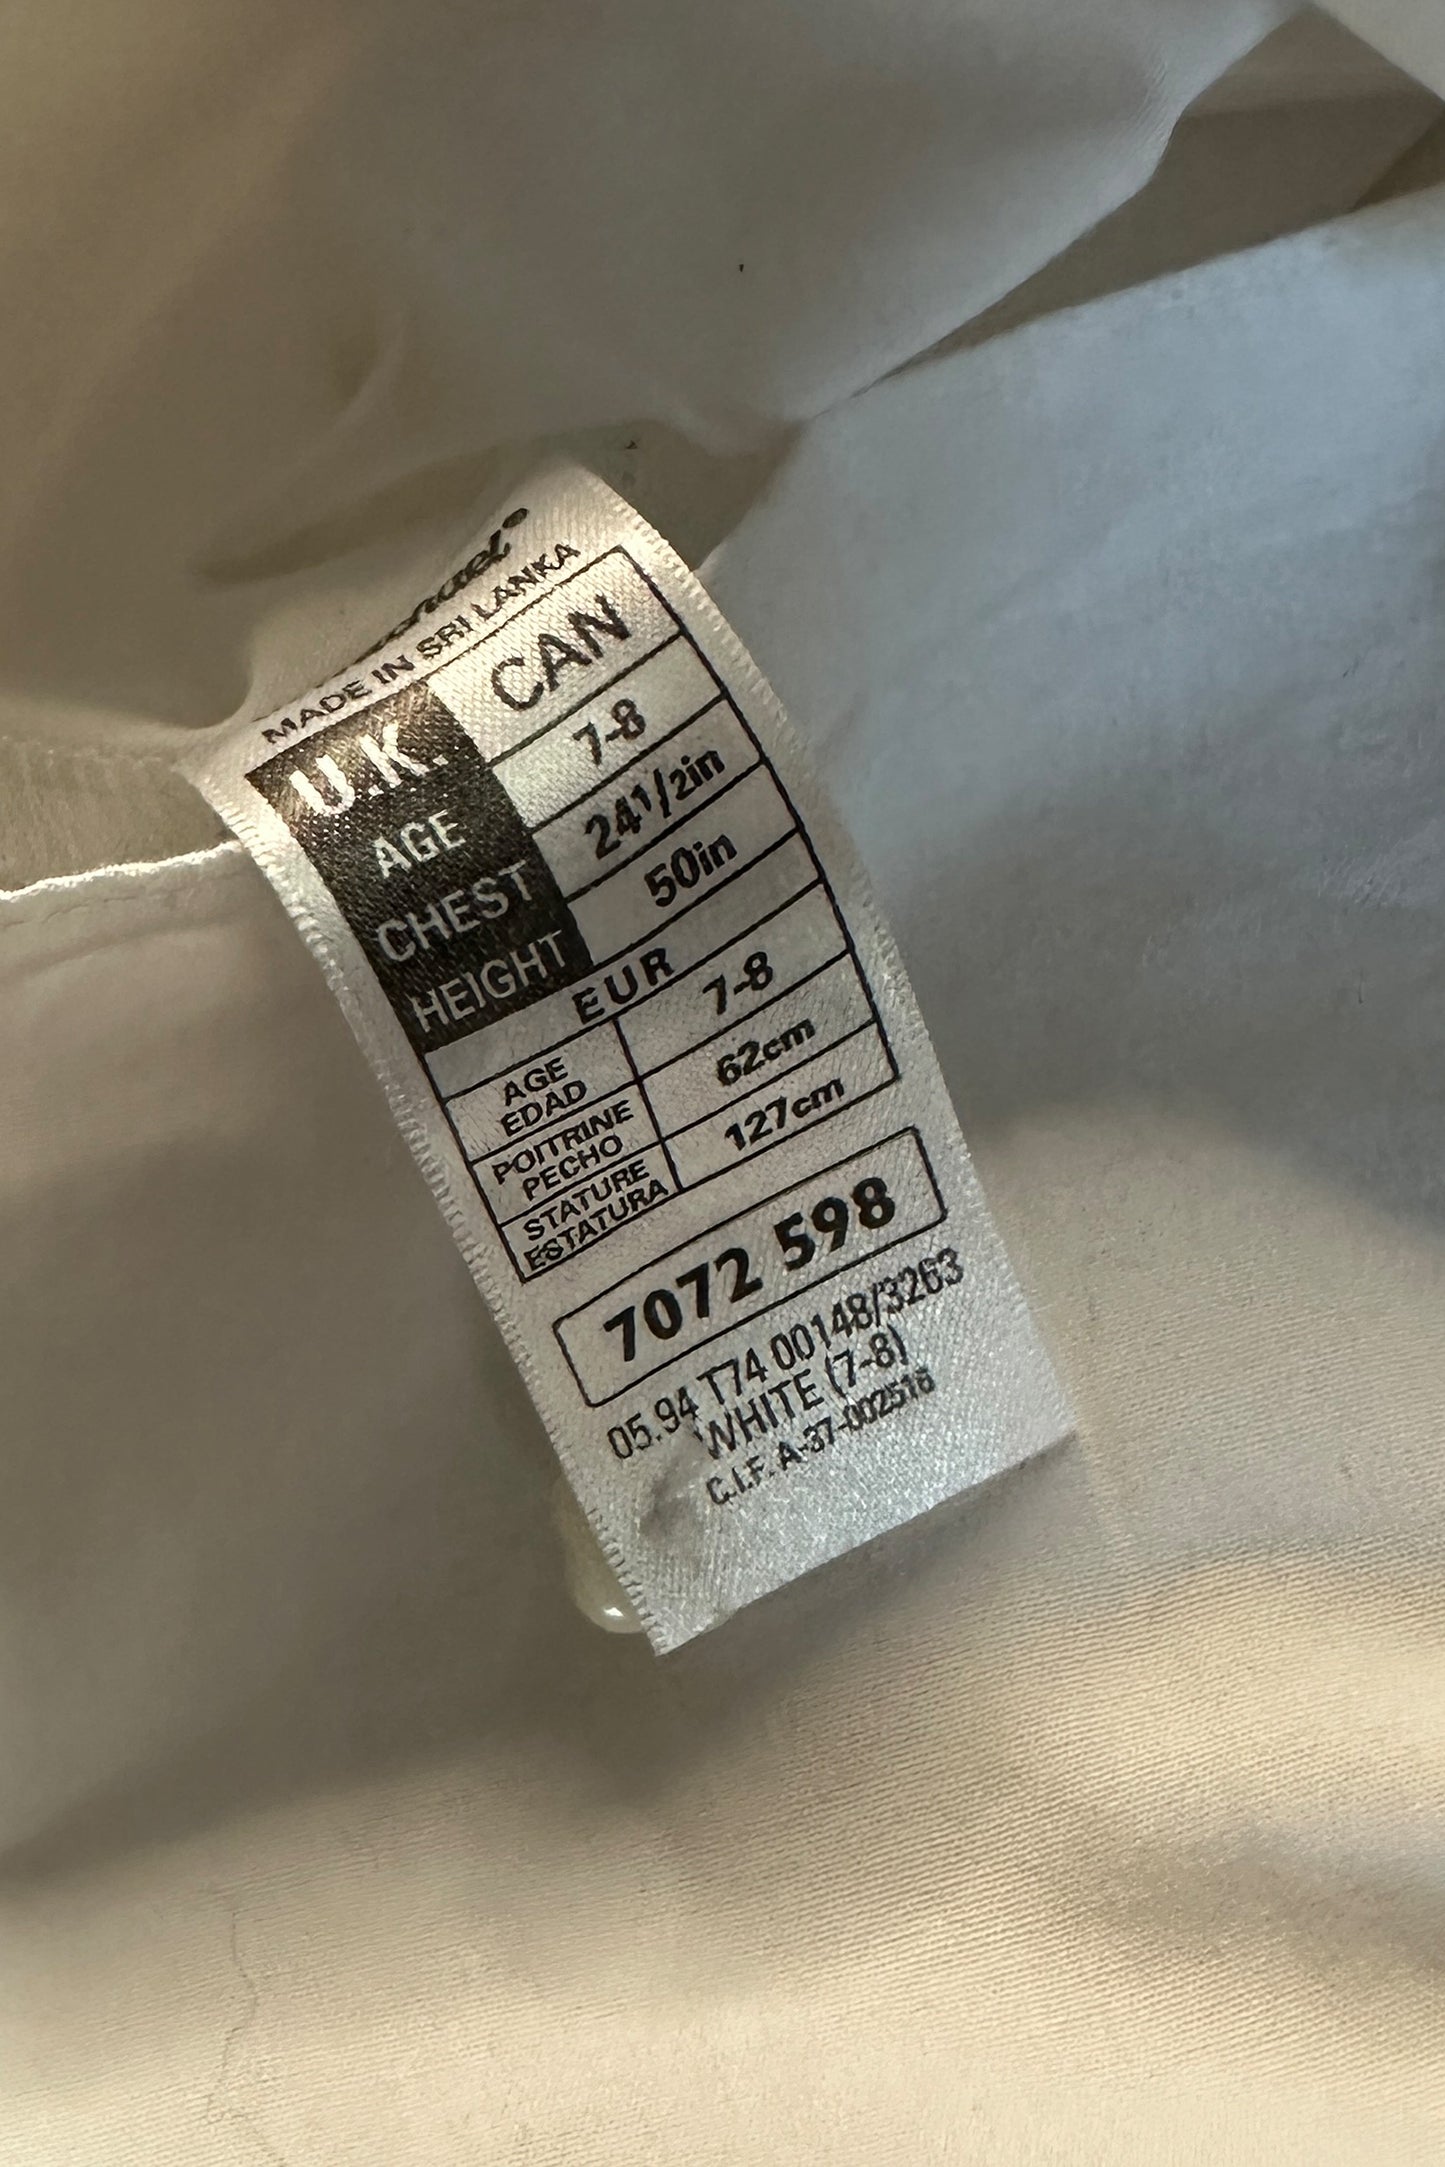 MADE IN SRI LANKA
U.K. CAN
AGE 7-8
CHEST 24 1/2in
HEIGHT 50in
EUR
AGE EDAD 7-8
POITRINE PECHO 62cm
STATURE ESTATURA 127cm
7072 598
05.94 T74 00148/3263
WHITE (7-8)
C.I.F. A-37-002516